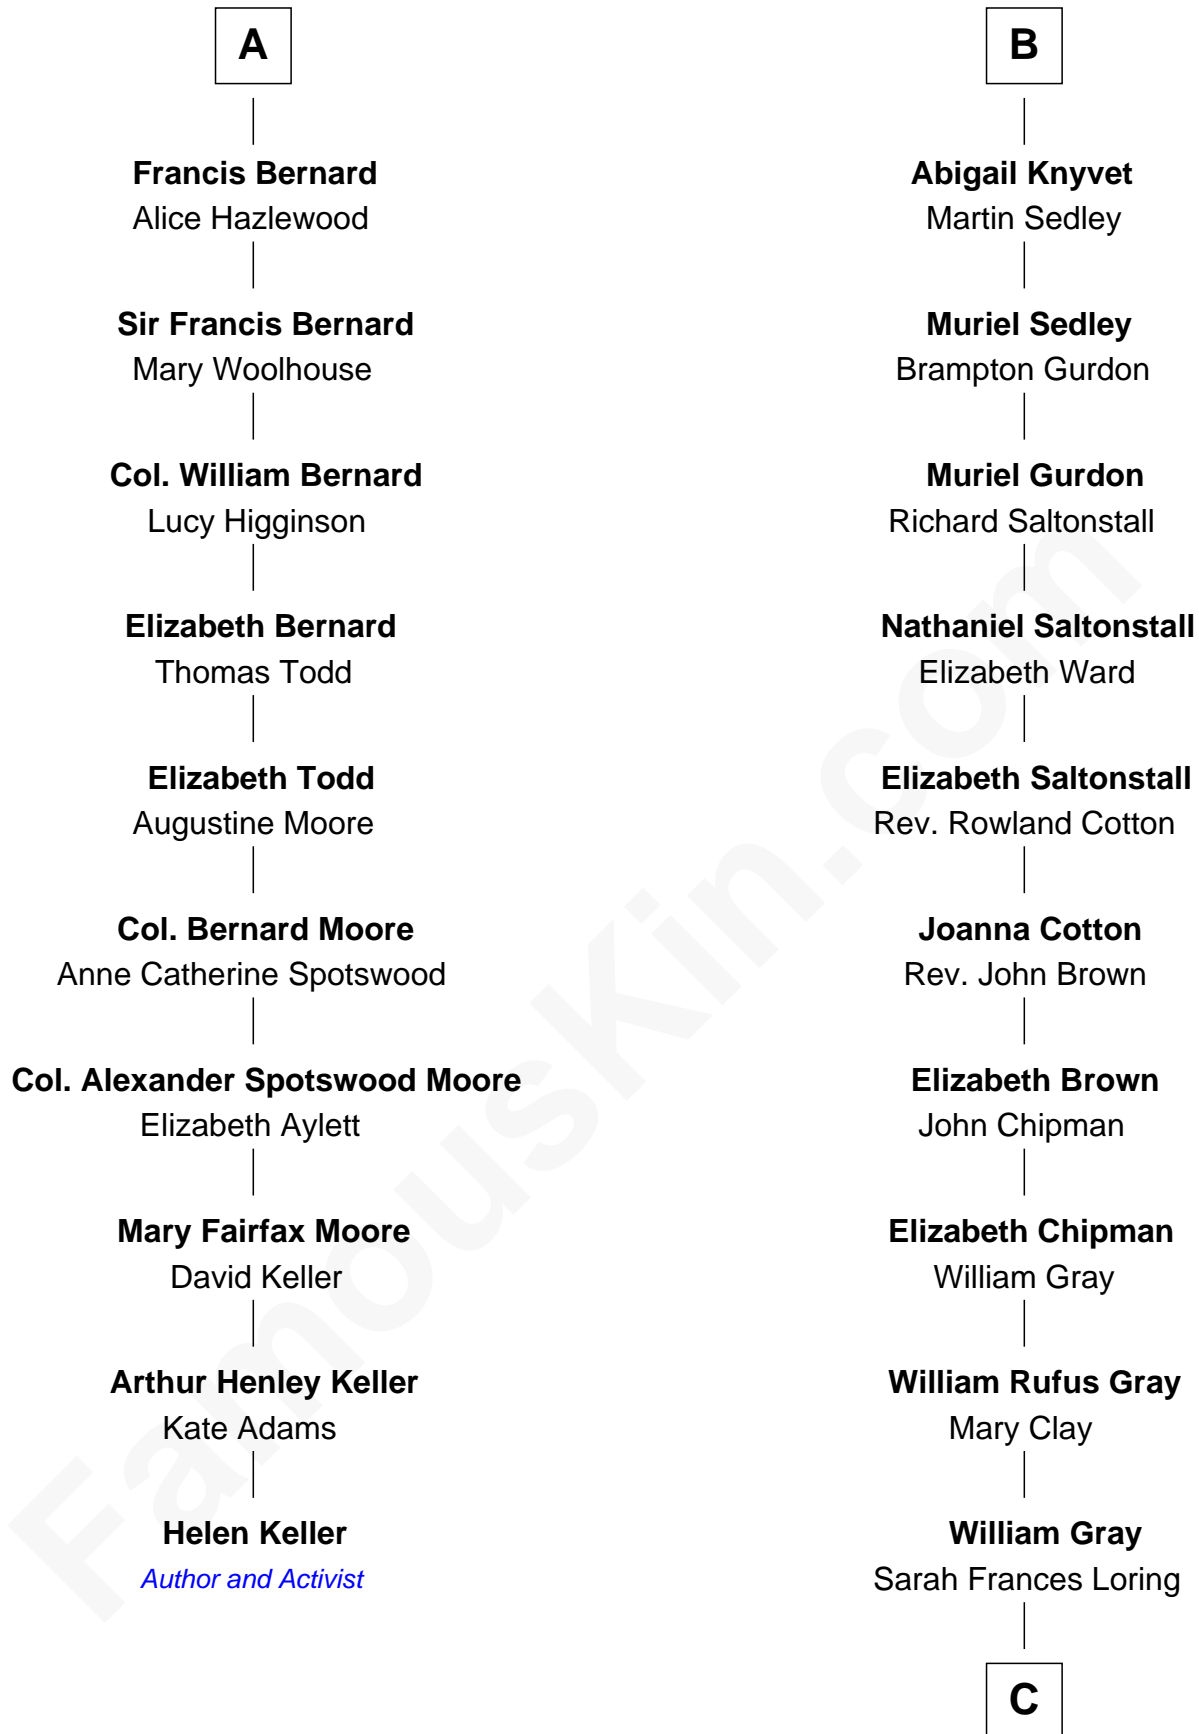 A
Francis Bernard
Alice Hazlewood
Sir Francis Bernard
Mary Woolhouse
Col. William Bernard
Lucy Higginson
Elizabeth Bernard
Thomas Todd
Elizabeth Todd
Augustine Moore
Col. Bernard Moore
Anne Catherine Spotswood
Col. Alexander Spotswood Moore
Elizabeth Aylett
Mary Fairfax Moore
David Keller
Arthur Henley Keller
Kate Adams
Helen Keller
Author and Activist
B
Abigail Knyvet
Martin Sedley
Muriel Sedley
Brampton Gurdon
Muriel Gurdon
Richard Saltonstall
Nathaniel Saltonstall
Elizabeth Ward
Elizabeth Saltonstall
Rev. Rowland Cotton
Joanna Cotton
Rev. John Brown
Elizabeth Brown
John Chipman
Elizabeth Chipman
William Gray
William Rufus Gray
Mary Clay
William Gray
Sarah Frances Loring
C
FamousKin.com